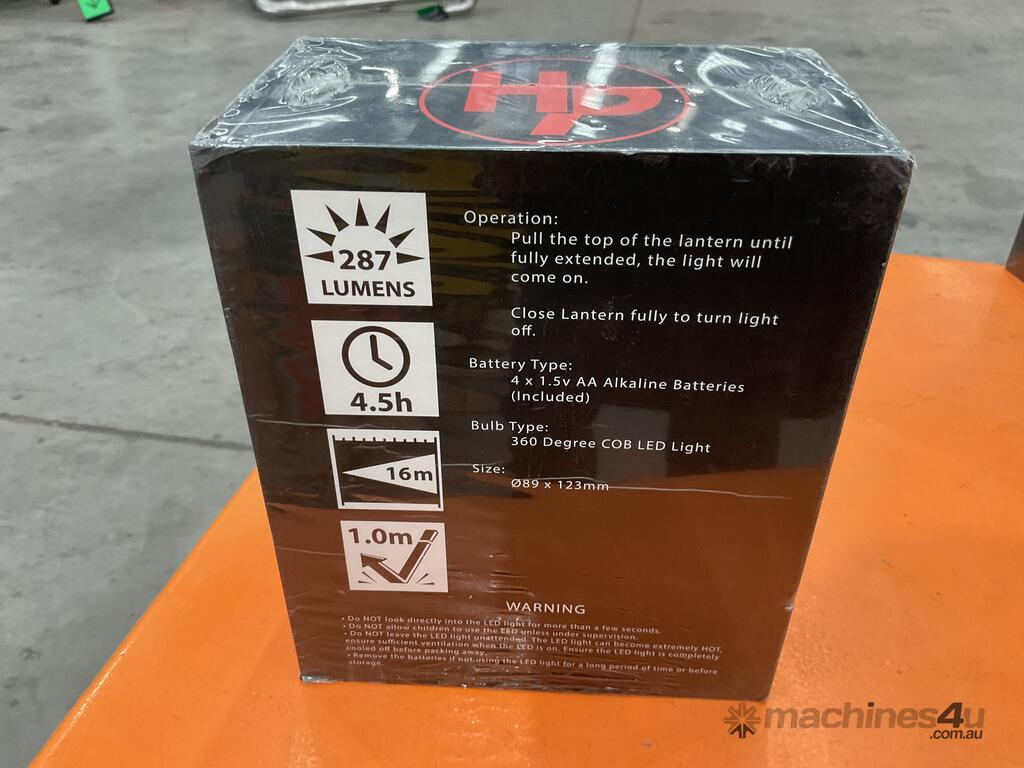 HP
287
LUMENS
4.5h
16m
1.0m
Operation:
Pull the top of the lantern until
fully extended, the light will
come on.
Close Lantern fully to turn light
off.
Battery Type:
4 x 1.5v AA Alkaline Batteries
(Included)
Bulb Type:
360 Degree COB LED Light
Size:
Ø89 x 123mm
WARNING
• Do NOT look directly into the LED light for more than a few seconds.
• Do NOT allow children to use the LED unless under supervision.
• Do NOT leave the LED light unattended. The LED light can become extremely HOT,
ensure sufficient ventilation when the LED is on. Ensure the LED light is completely
cooled off before packing away.
• Remove the batteries if not using the LED light for a long period of time or before
storage.
machines4u
.com.au